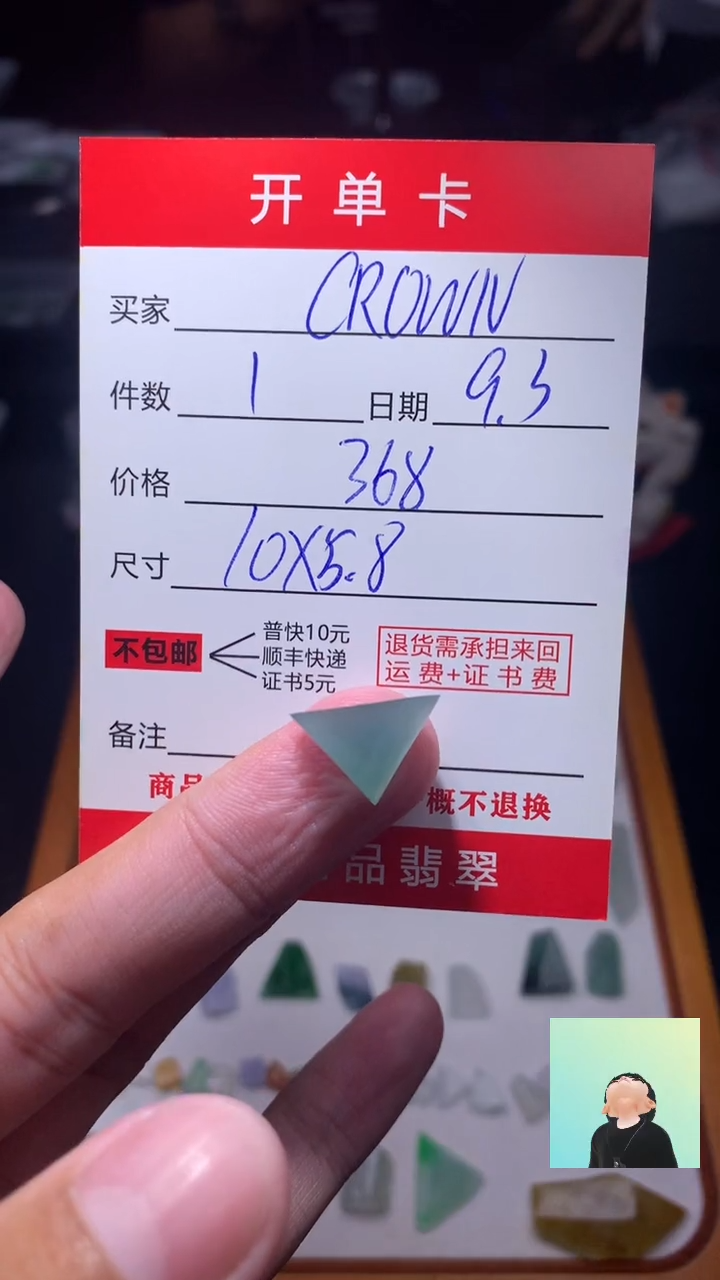 开单卡
买家 CROWN
件数 1 日期 9.3
价格 368
尺寸 10X5.8
不包邮
普快10元
顺丰快递
证书5元
退货需承担来回
运费+证书费
备注
商品 概不退换
品翡翠